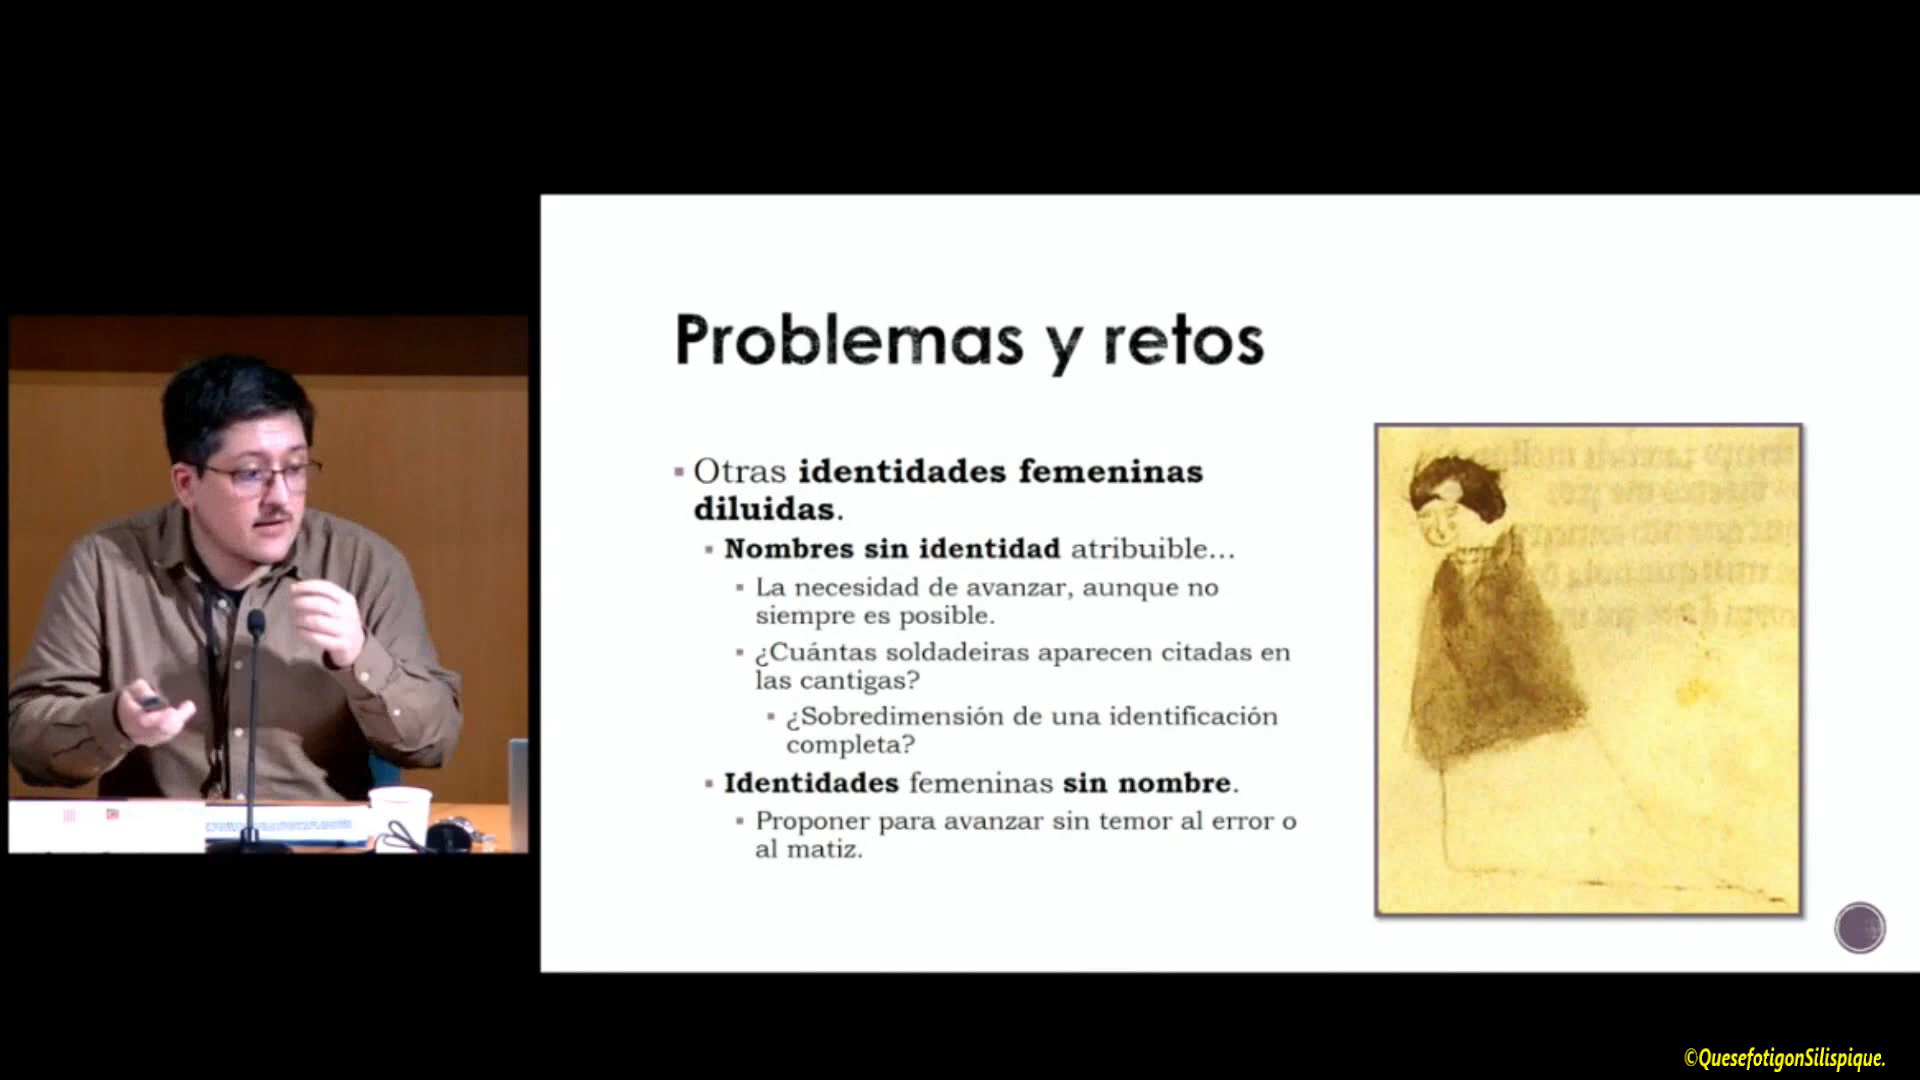 Problemas y retos
Otras identidades femeninas
diluidas.
Nombres sin identidad atribuible...
La necesidad de avanzar, aunque no
siempre es posible.
¿Cuántas soldadeiras aparecen citadas en
las cantigas?
¿Sobredimensión de una identificación
completa?
Identidades femeninas sin nombre.
Proponer para avanzar sin temor al error o
al matiz.
©QuesefotigonSilispique.